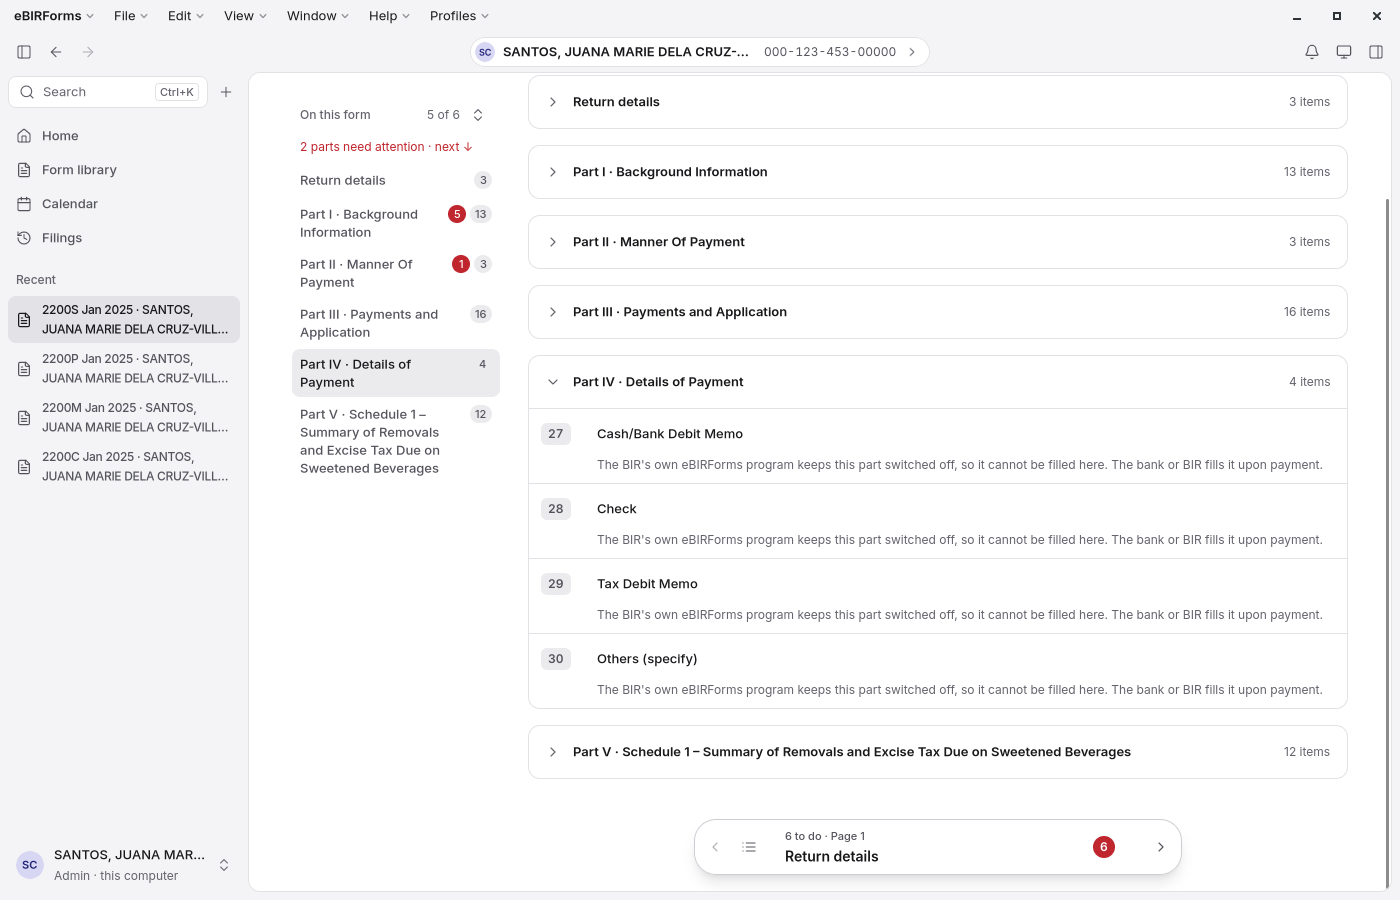 eBIRForms File Edit View Window Help Profiles
SC SANTOS, JUANA MARIE DELA CRUZ-... 000-123-453-00000
Search Ctrl+K
Home
Form library
Calendar
Filings
Recent
2200S Jan 2025 · SANTOS,
JUANA MARIE DELA CRUZ-VILL...
2200P Jan 2025 · SANTOS,
JUANA MARIE DELA CRUZ-VILL...
2200M Jan 2025 · SANTOS,
JUANA MARIE DELA CRUZ-VILL...
2200C Jan 2025 · SANTOS,
JUANA MARIE DELA CRUZ-VILL...
SC SANTOS, JUANA MAR...
Admin · this computer
On this form 5 of 6
2 parts need attention · next ↓
Return details 3
Part I · Background 5 13
Information
Part II · Manner Of 1 3
Payment
Part III · Payments and 16
Application
Part IV · Details of 4
Payment
Part V · Schedule 1 – 12
Summary of Removals
and Excise Tax Due on
Sweetened Beverages
Return details 3 items
Part I · Background Information 13 items
Part II · Manner Of Payment 3 items
Part III · Payments and Application 16 items
Part IV · Details of Payment 4 items
27 Cash/Bank Debit Memo
The BIR's own eBIRForms program keeps this part switched off, so it cannot be filled here. The bank or BIR fills it upon payment.
28 Check
The BIR's own eBIRForms program keeps this part switched off, so it cannot be filled here. The bank or BIR fills it upon payment.
29 Tax Debit Memo
The BIR's own eBIRForms program keeps this part switched off, so it cannot be filled here. The bank or BIR fills it upon payment.
30 Others (specify)
The BIR's own eBIRForms program keeps this part switched off, so it cannot be filled here. The bank or BIR fills it upon payment.
Part V · Schedule 1 – Summary of Removals and Excise Tax Due on Sweetened Beverages 12 items
6 to do · Page 1
Return details 6